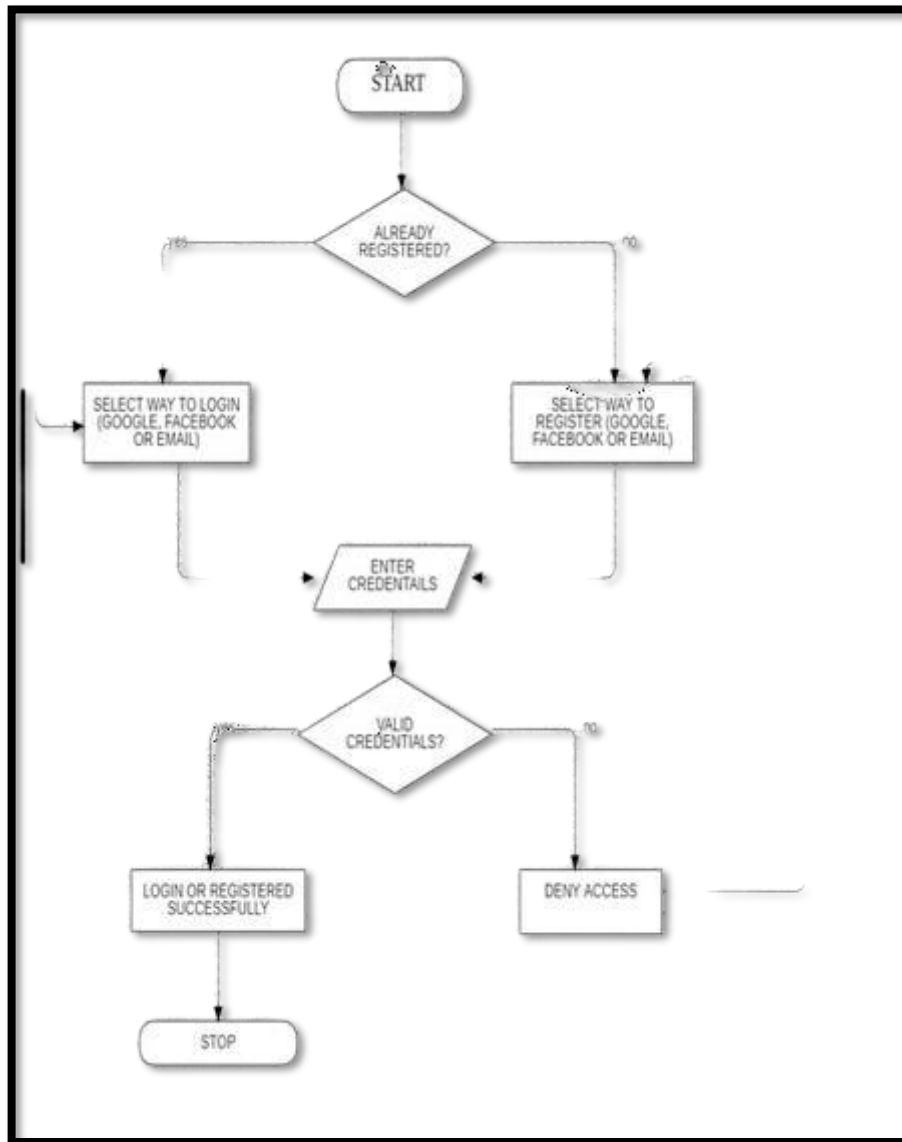 START
ALREADY
REGISTERED?
yes
no
SELECT WAY TO LOGIN
(GOOGLE, FACEBOOK
OR EMAIL)
SELECT WAY TO
REGISTER (GOOGLE,
FACEBOOK OR EMAIL)
ENTER
CREDENTAILS
VALID
CREDENTIALS?
yes
no
LOGIN OR REGISTERED
SUCCESSFULLY
DENY ACCESS
STOP